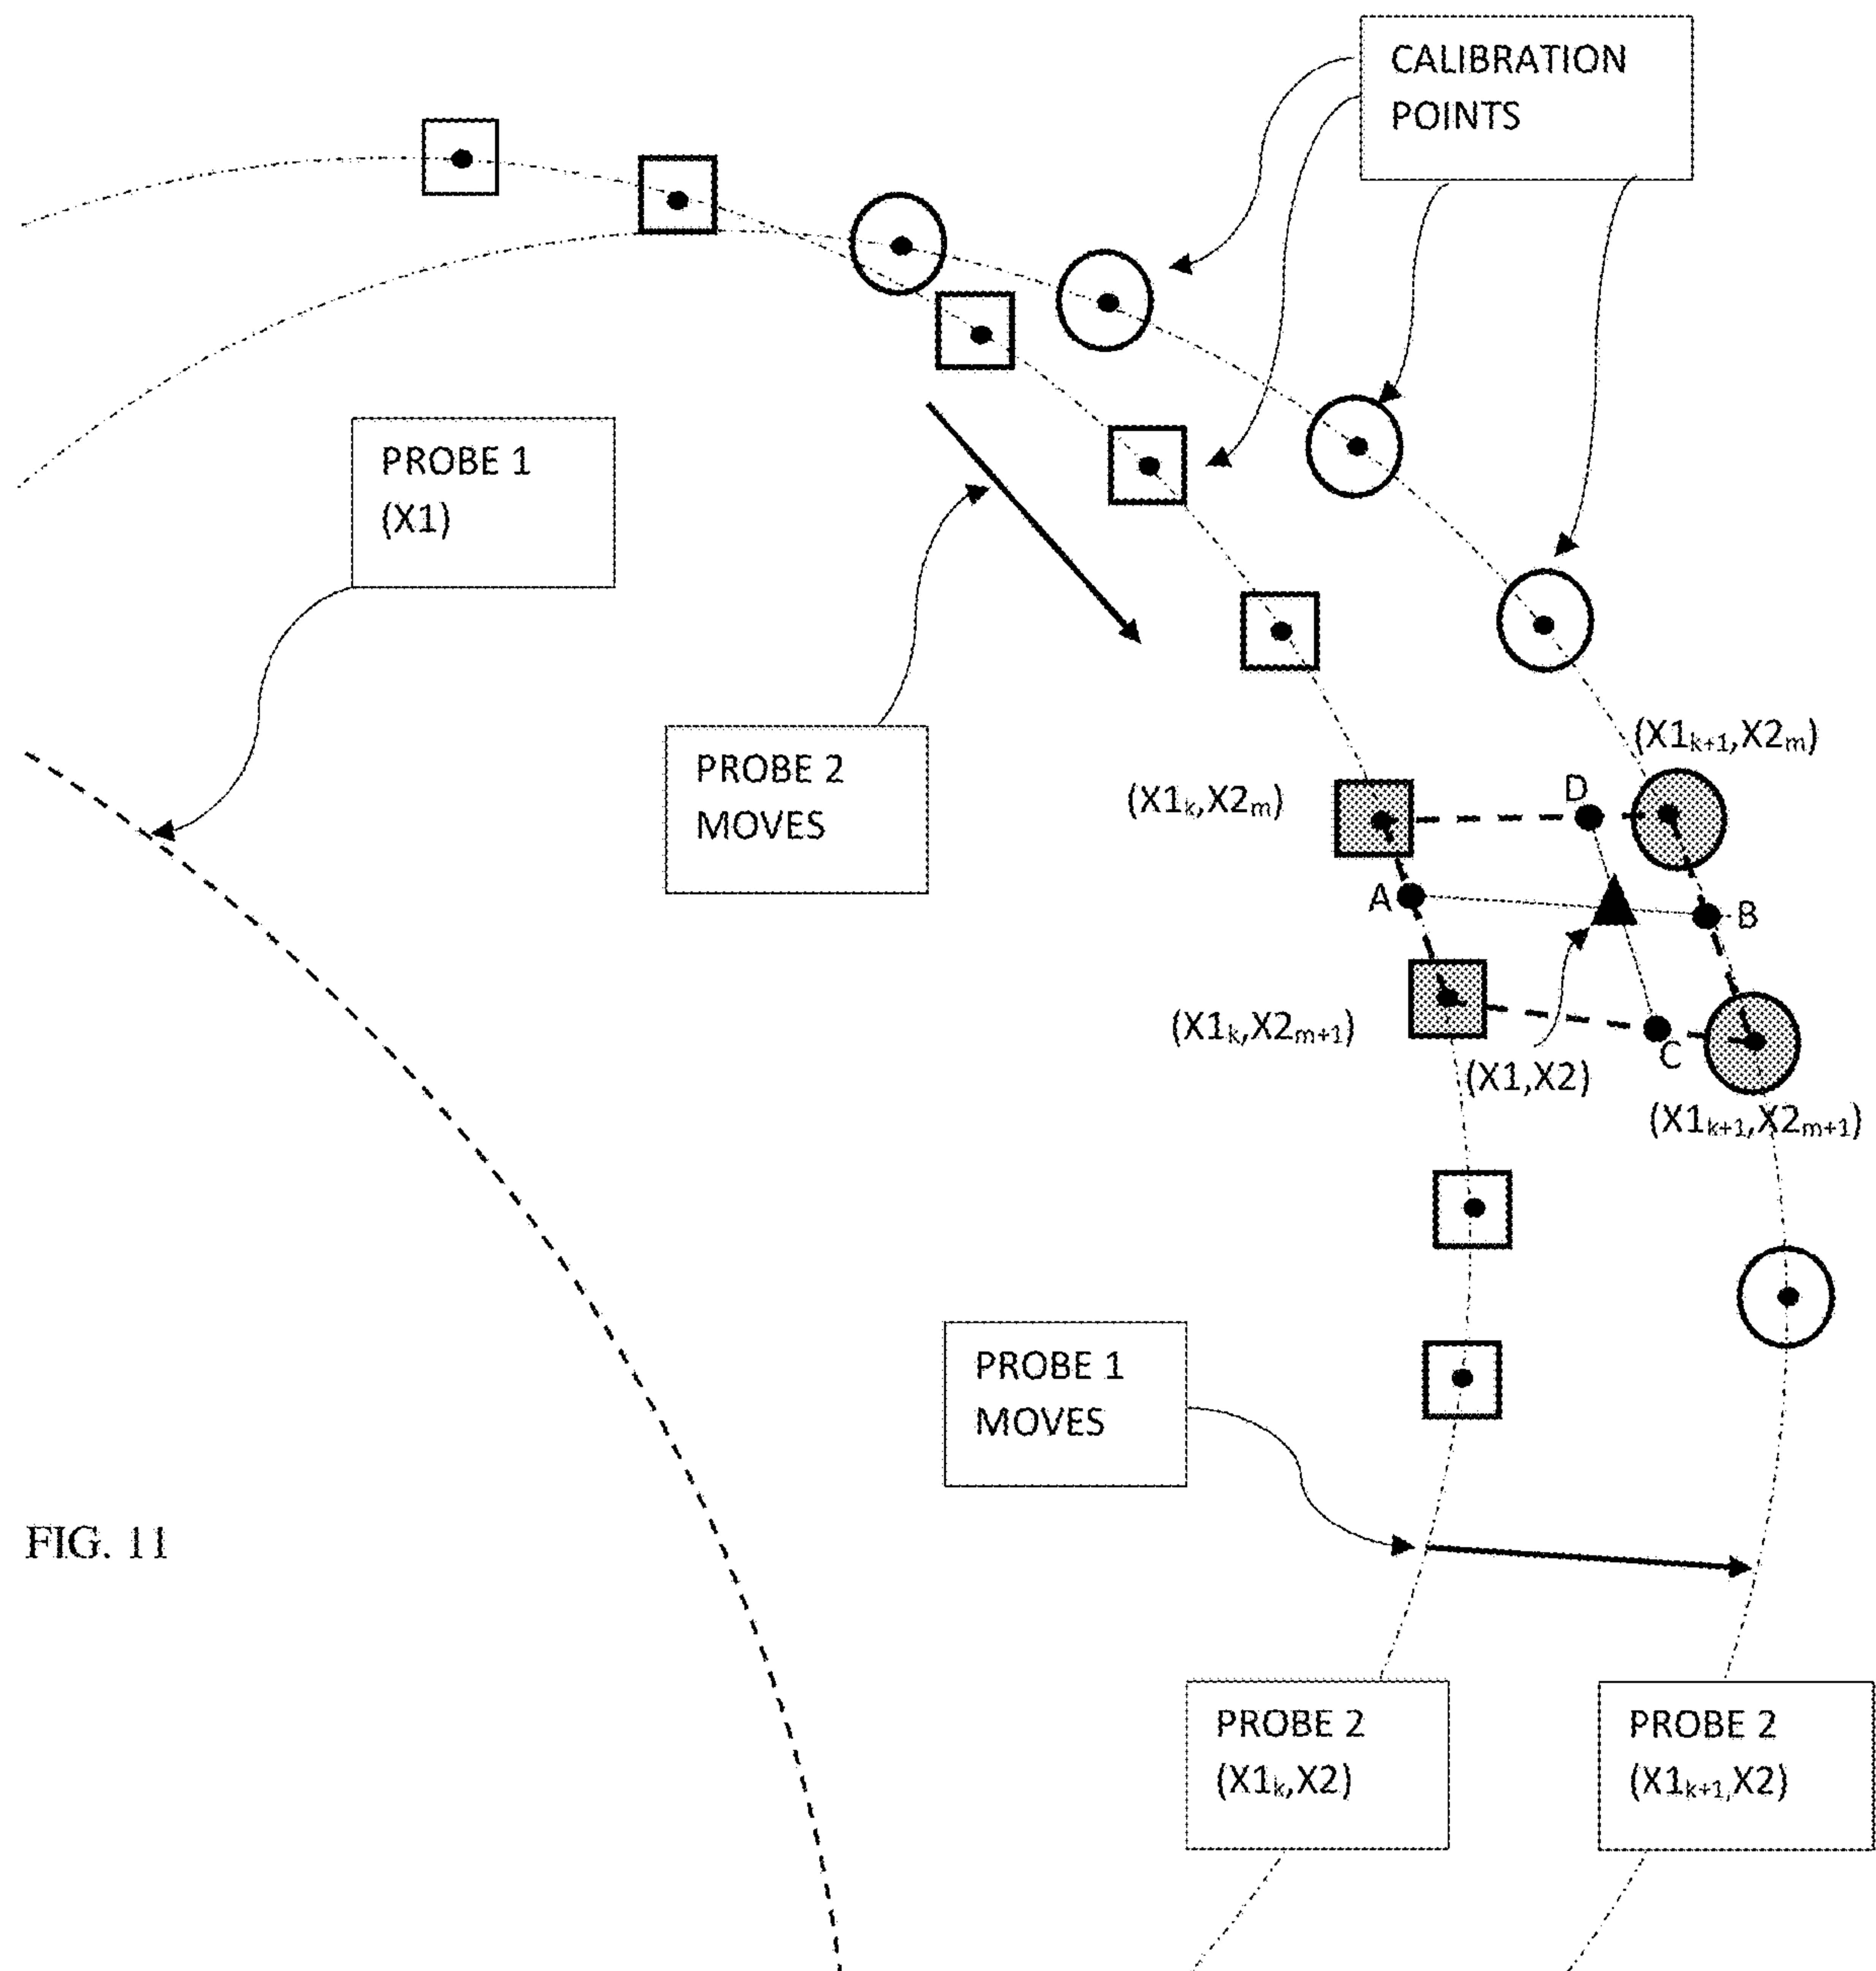 CALIBRATION
POINTS
PROBE 1
(X1)
PROBE 2
MOVES
(X1k+1,X2m)
(X1k,X2m)
D
A
B
(X1k,X2m+1)
C
(X1,X2)
(X1k+1,X2m+1)
PROBE 1
MOVES
FIG. 11
PROBE 2
(X1k,X2)
PROBE 2
(X1k+1,X2)